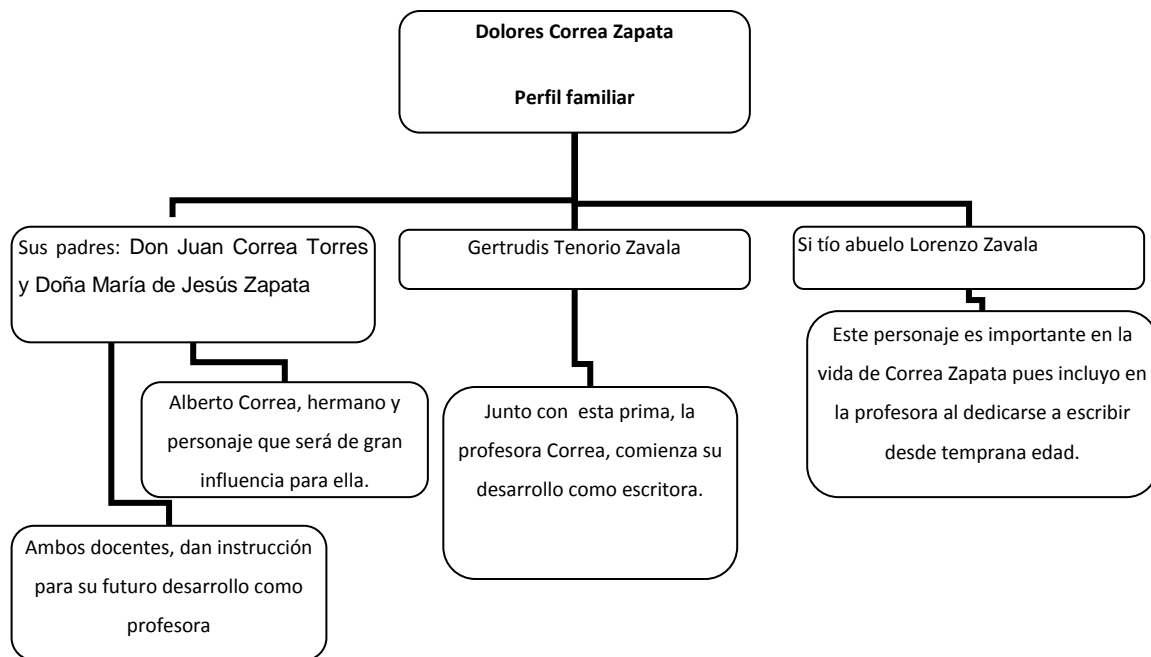 Dolores Correa Zapata
Perfil familiar
Sus padres: Don Juan Correa Torres
y Doña María de Jesús Zapata
Gertrudis Tenorio Zavala
Si tío abuelo Lorenzo Zavala
Alberto Correa, hermano y
personaje que será de gran
influencia para ella.
Junto con esta prima, la
profesora Correa, comienza su
desarrollo como escritora.
Este personaje es importante en la
vida de Correa Zapata pues incluyo en
la profesora al dedicarse a escribir
desde temprana edad.
Ambos docentes, dan instrucción
para su futuro desarrollo como
profesora